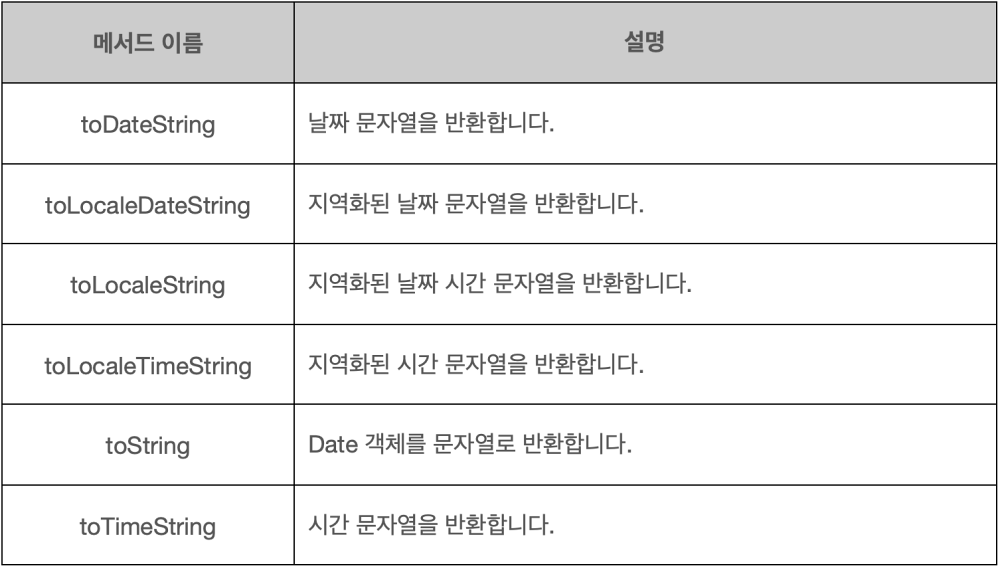 메서드 이름 설명
toDateString 날짜 문자열을 반환합니다.
toLocaleDateString 지역화된 날짜 문자열을 반환합니다.
toLocaleString 지역화된 날짜 시간 문자열을 반환합니다.
toLocaleTimeString 지역화된 시간 문자열을 반환합니다.
toString Date 객체를 문자열로 반환합니다.
toTimeString 시간 문자열을 반환합니다.